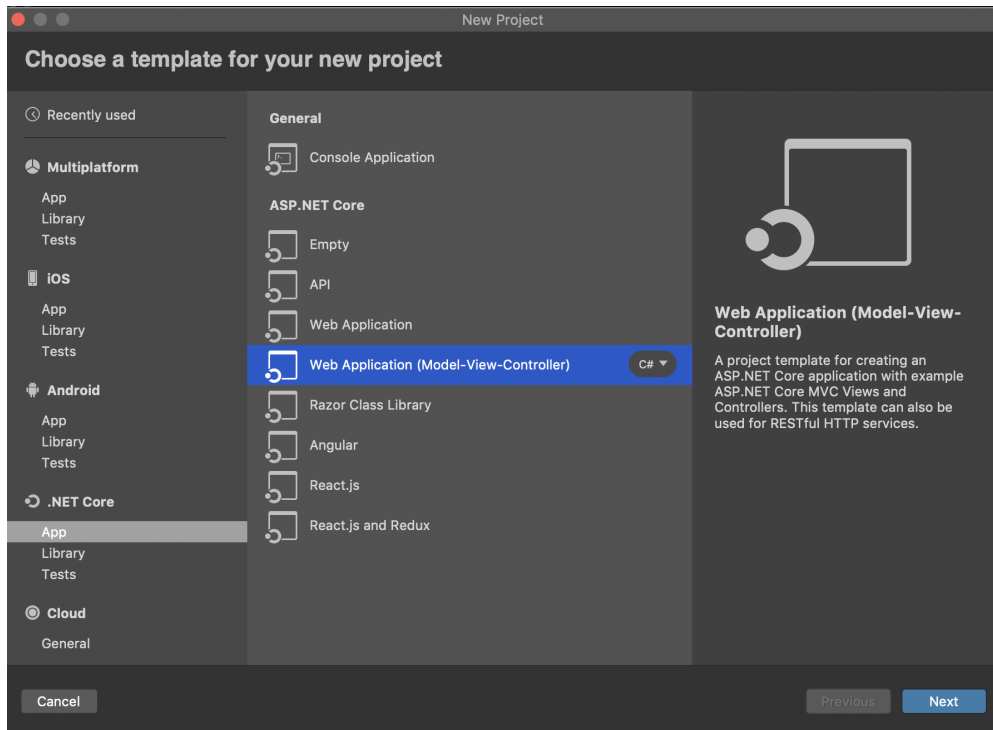 New Project
Choose a template for your new project
Recently used
Multiplatform
App
Library
Tests
iOS
App
Library
Tests
Android
App
Library
Tests
.NET Core
App
Library
Tests
Cloud
General
General
Console Application
ASP.NET Core
Empty
API
Web Application
Web Application (Model-View-Controller)
C#
Razor Class Library
Angular
React.js
React.js and Redux
Web Application (Model-View-
Controller)
A project template for creating an
ASP.NET Core application with example
ASP.NET Core MVC Views and
Controllers. This template can also be
used for RESTful HTTP services.
Cancel
Previous
Next